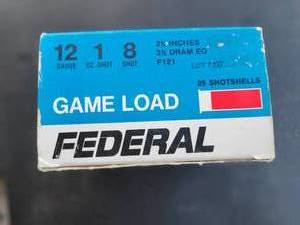 12 1 8
GAUGE OZ. SHOT SHOT
2¾ INCHES
3¼ DRAM EQ
F121
LOT
25 SHOTSHELLS
GAME LOAD
FEDERAL